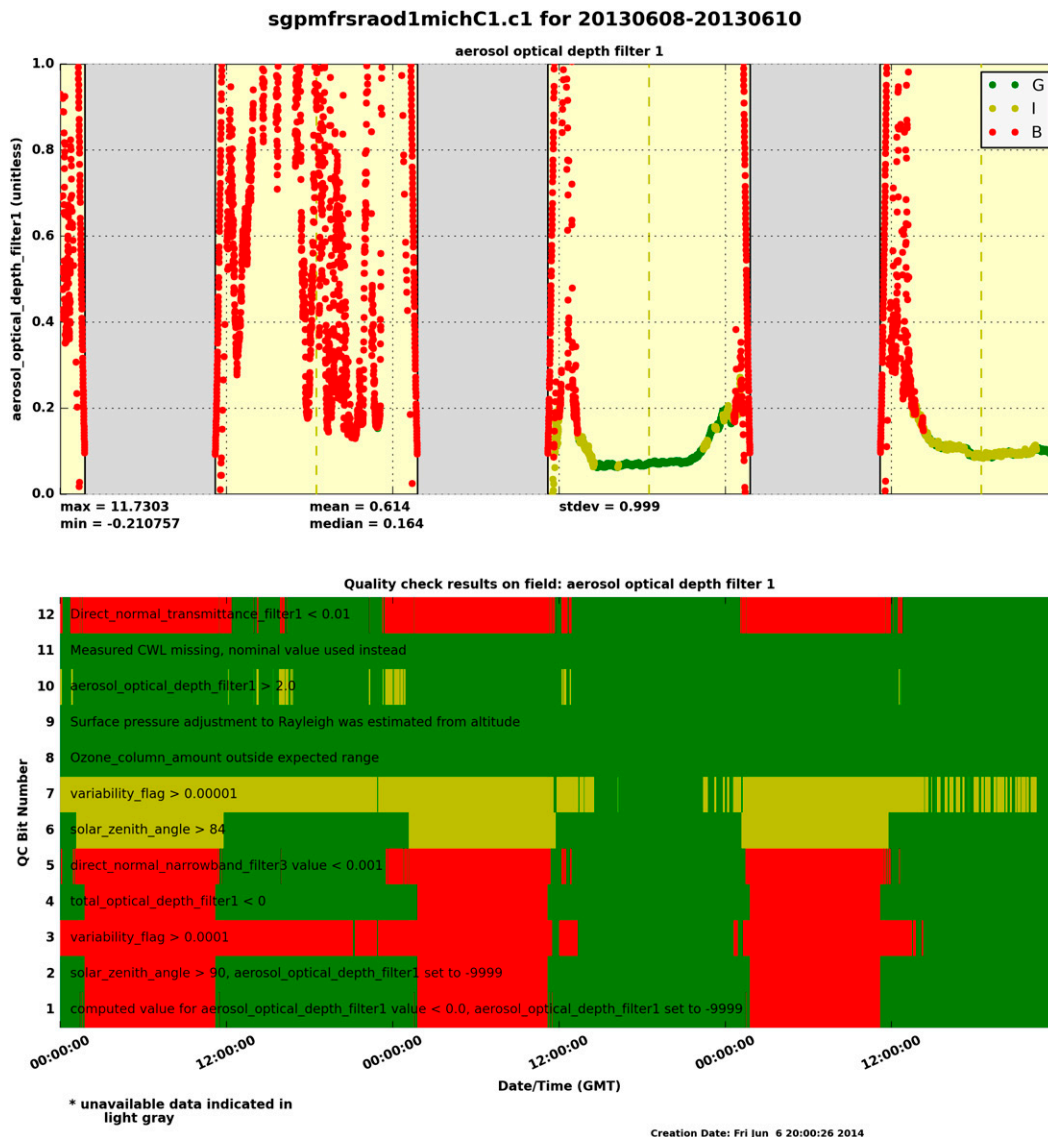 sgpmfrsraod1michC1.c1 for 20130608-20130610
aerosol optical depth filter 1
aerosol_optical_depth_filter1 (unitless)
1.0
0.8
0.6
0.4
0.2
0.0
G
I
B
max = 11.7303
min = -0.210757
mean = 0.614
median = 0.164
stdev = 0.999
Quality check results on field: aerosol optical depth filter 1
QC Bit Number
12 Direct_normal_transmittance_filter1 < 0.01
11 Measured CWL missing, nominal value used instead
10 aerosol_optical_depth_filter1 > 2.0
9 Surface pressure adjustment to Rayleigh was estimated from altitude
8 Ozone_column_amount outside expected range
7 variability_flag > 0.00001
6 solar_zenith_angle > 84
5 direct_normal_narrowband_filter3 value < 0.001
4 total_optical_depth_filter1 < 0
3 variability_flag > 0.0001
2 solar_zenith_angle > 90, aerosol_optical_depth_filter1 set to -9999
1 computed value for aerosol_optical_depth_filter1 value < 0.0, aerosol_optical_depth_filter1 set to -9999
00:00:00 12:00:00 00:00:00 12:00:00 00:00:00 12:00:00
Date/Time (GMT)
* unavailable data indicated in
light gray
Creation Date: Fri Jun 6 20:00:26 2014